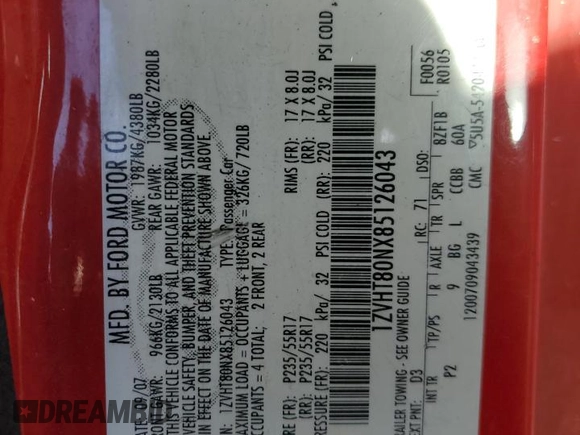 MFD. BY FORD MOTOR CO.
09/07 GVWR: 1987KG/4380LB
GAWR: 966KG/2130LB REAR GAWR: 1034KG/2280LB
VEHICLE CONFORMS TO ALL APPLICABLE FEDERAL MOTOR
VEHICLE SAFETY, BUMPER, AND THEFT PREVENTION STANDARDS
IN EFFECT ON THE DATE OF MANUFACTURE SHOWN ABOVE.
1ZVHT80NX85126043 TYPE: Passenger Car
MAXIMUM LOAD = OCCUPANTS + LUGGAGE = 326KG/720LB
OCCUPANTS = 4 TOTAL; 2 FRONT, 2 REAR
(FR): P235/55R17 RIMS (FR): 17 X 8.0J
(RR): P235/55R17 (RR): 17 X 8.0J
PRESSURE (FR): 220 kPa/ 32 PSI COLD (RR): 220 kPa/ 32 PSI COLD
1ZVHT80NX85126043
TRAILER TOWING - SEE OWNER GUIDE F0056
EXT PNT: D3 RC: 71 DSO: R0105
INT TR TP/PS R AXLE TR SPR
P2 9 BG L CCBB 8ZF1B
60A
1200709043439 CMC
DREAMBID